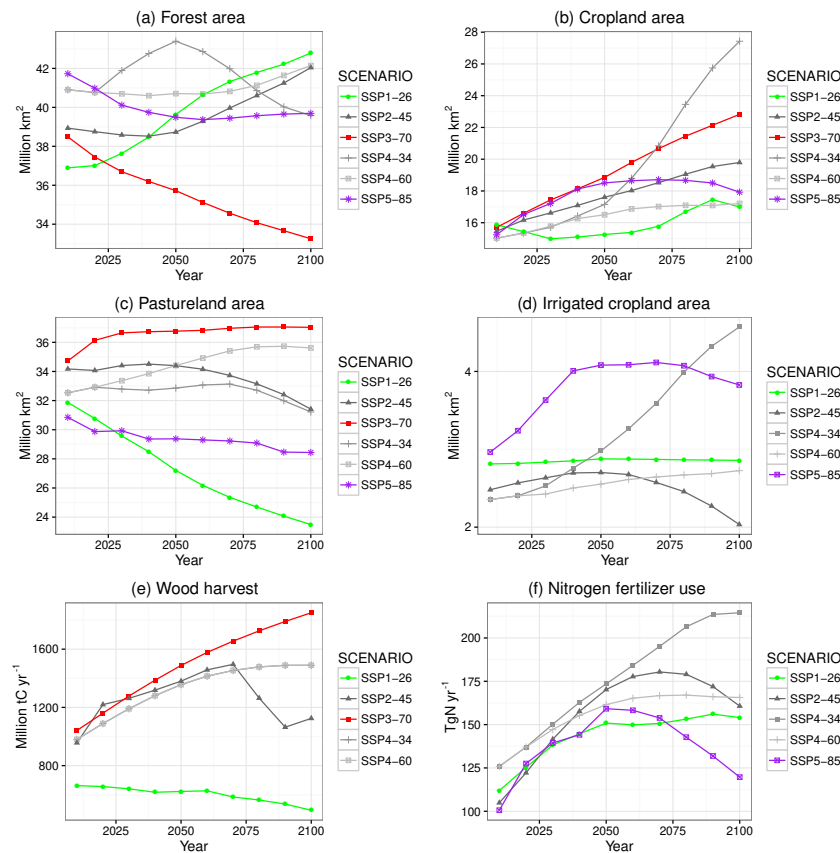 (a) Forest area
Million km²
42
40
38
36
34
2025
2050
2075
2100
Year
SCENARIO
SSP1−26
SSP2−45
SSP3−70
SSP4−34
SSP4−60
SSP5−85
(b) Cropland area
Million km²
28
26
24
22
20
18
16
2025
2050
2075
2100
Year
SCENARIO
SSP1−26
SSP2−45
SSP3−70
SSP4−34
SSP4−60
SSP5−85
(c) Pastureland area
Million km²
36
34
32
30
28
26
24
2025
2050
2075
2100
Year
SCENARIO
SSP1−26
SSP2−45
SSP3−70
SSP4−34
SSP4−60
SSP5−85
(d) Irrigated cropland area
Million km²
4
2
2025
2050
2075
2100
Year
SCENARIO
SSP1−26
SSP2−45
SSP4−34
SSP4−60
SSP5−85
(e) Wood harvest
Million tC yr⁻¹
1600
1200
800
2025
2050
2075
2100
Year
SCENARIO
SSP1−26
SSP2−45
SSP3−70
SSP4−34
SSP4−60
(f) Nitrogen fertilizer use
TgN yr⁻¹
200
175
150
125
100
2025
2050
2075
2100
Year
SCENARIO
SSP1−26
SSP2−45
SSP4−34
SSP4−60
SSP5−85